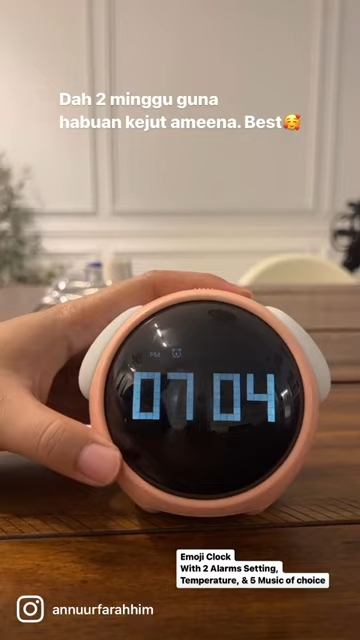 Dah 2 minggu guna
habuan kejut ameena. Best🥰
PM
07 04
Emoji Clock
With 2 Alarms Setting,
Temperature, & 5 Music of choice
annuurfarahhim